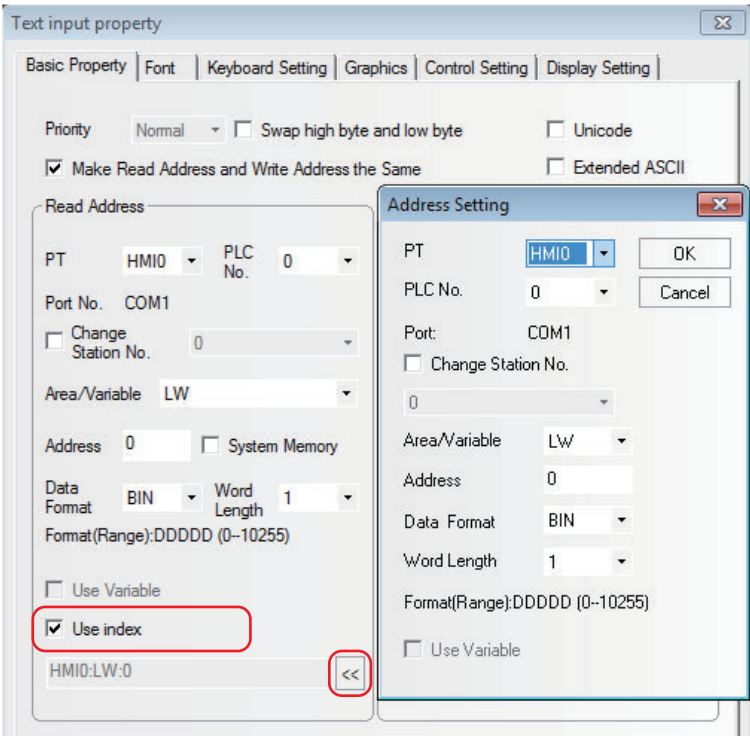 Text input property
Basic Property Font Keyboard Setting Graphics Control Setting Display Setting
Priority Normal Swap high byte and low byte Unicode
Make Read Address and Write Address the Same Extended ASCII
Read Address
PT HMI0 PLC No. 0
Port No. COM1
Change Station No. 0
Area/Variable LW
Address 0 System Memory
Data Format BIN Word Length 1
Format(Range):DDDDD (0--10255)
Use Variable
Use index
HMI0:LW:0 <<
Address Setting
PT HMI0 OK
PLC No. 0 Cancel
Port: COM1
Change Station No.
0
Area/Variable LW
Address 0
Data Format BIN
Word Length 1
Format(Range):DDDDD (0--10255)
Use Variable